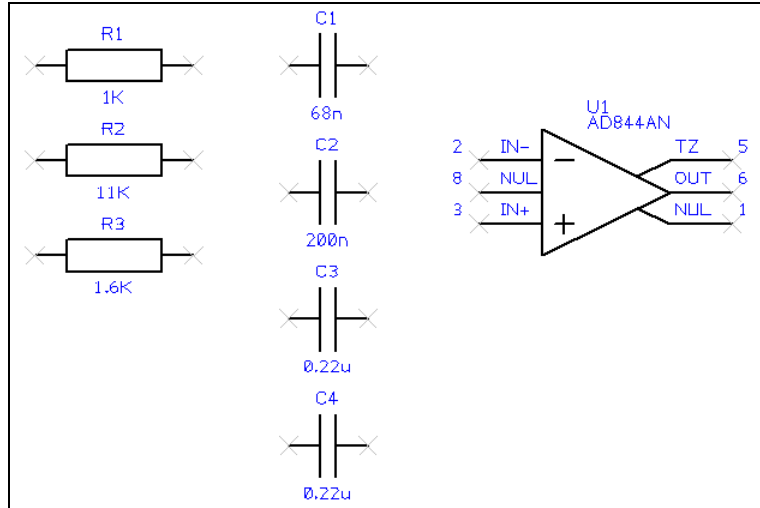 R1
1K
R2
11K
R3
1.6K
C1
68n
C2
200n
C3
0.22u
C4
0.22u
U1
AD844AN
2 IN- TZ 5
8 NUL OUT 6
3 IN+ NUL 1